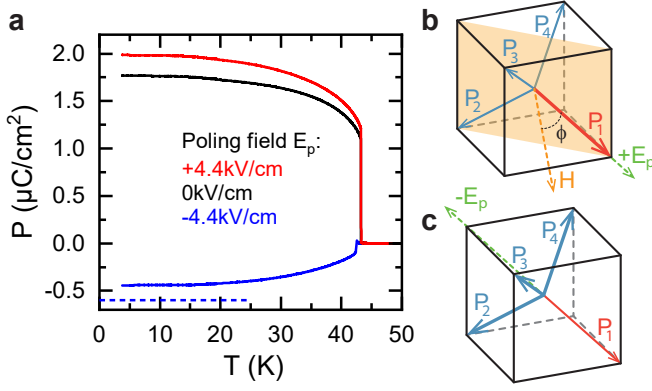 a
P (μC/cm²)
2.0
1.5
1.0
0.5
0.0
-0.5
Poling field Eₚ:
+4.4kV/cm
0kV/cm
-4.4kV/cm
0 10 20 30 40 50
T (K)
b
P₄
P₃
P₂
P₁
ϕ
+Eₚ
H
c
-Eₚ
P₄
P₃
P₂
P₁